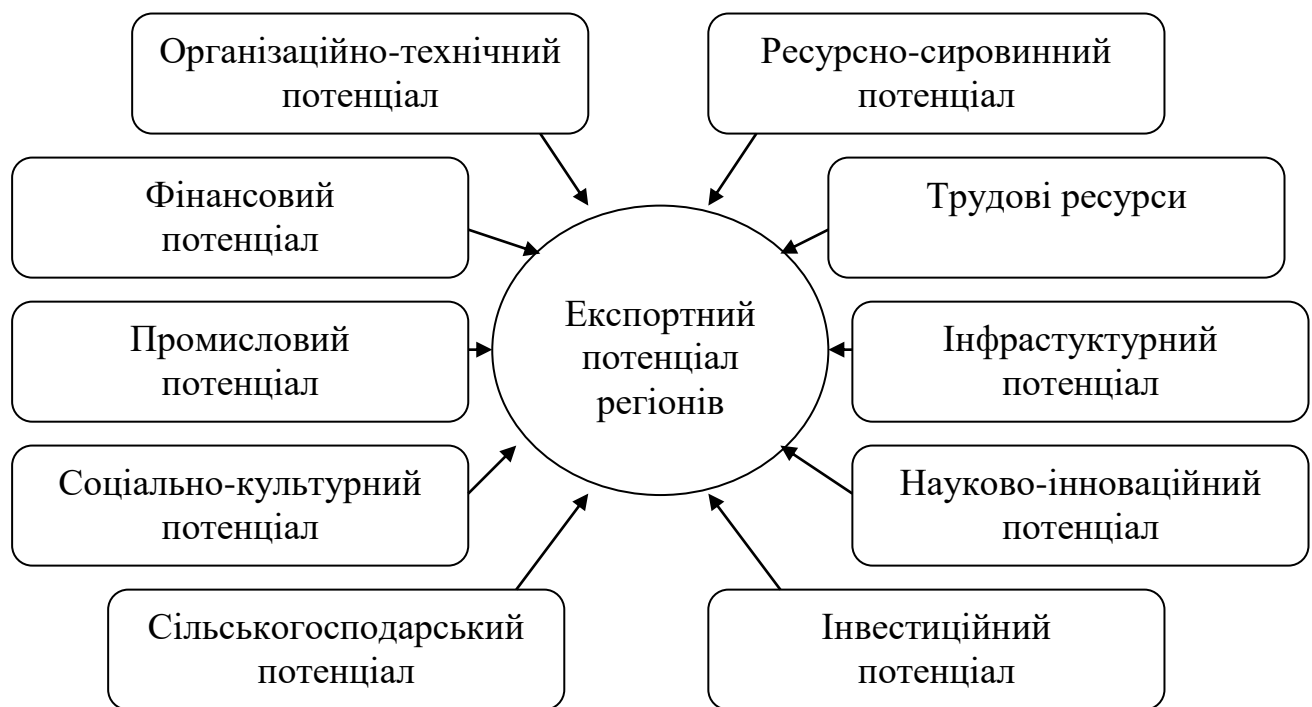 Організаційно-технічний
потенціал
Ресурсно-сировинний
потенціал
Фінансовий
потенціал
Трудові ресурси
Експортний
потенціал
регіонів
Промисловий
потенціал
Інфрастуктурний
потенціал
Соціально-культурний
потенціал
Науково-інноваційний
потенціал
Сільськогосподарський
потенціал
Інвестиційний
потенціал